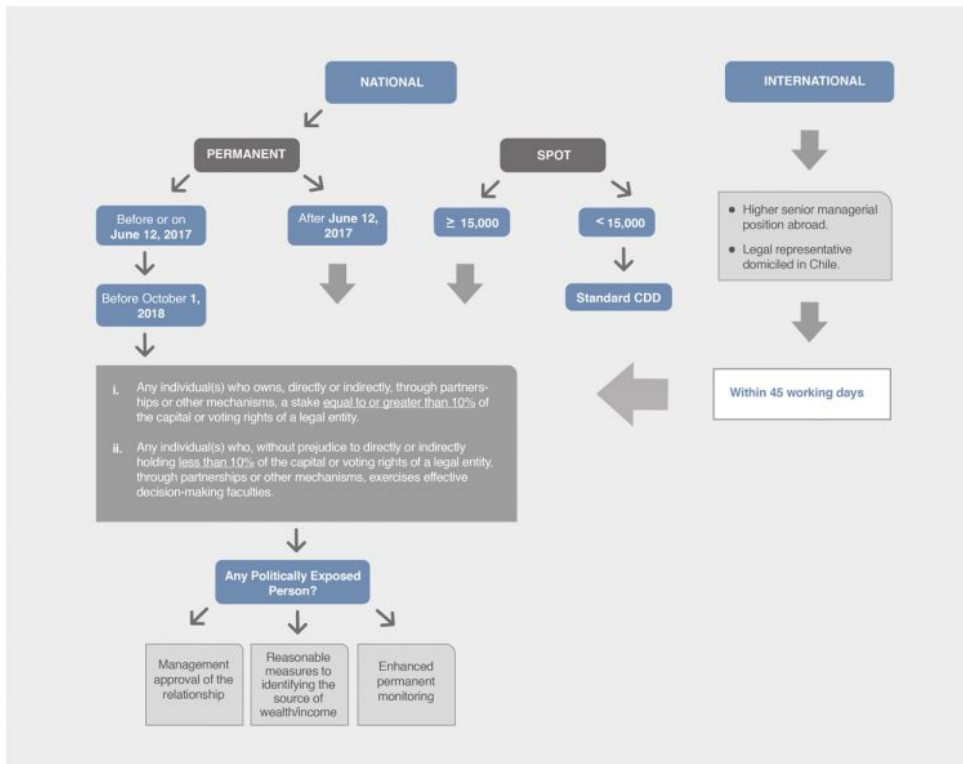 NATIONAL
INTERNATIONAL
PERMANENT
SPOT
Before or on
June 12, 2017
After June 12,
2017
≥ 15,000
< 15,000
• Higher senior managerial
position abroad.
• Legal representative
domiciled in Chile.
Before October 1,
2018
Standard CDD
i. Any individual(s) who owns, directly or indirectly, through partners-
hips or other mechanisms, a stake equal to or greater than 10% of
the capital or voting rights of a legal entity.
ii. Any individual(s) who, without prejudice to directly or indirectly
holding less than 10% of the capital or voting rights of a legal entity,
through partnerships or other mechanisms, exercises effective
decision-making faculties.
Within 45 working days
Any Politically Exposed
Person?
Management
approval of the
relationship
Reasonable
measures to
identifying the
source of
wealth/income
Enhanced
permanent
monitoring